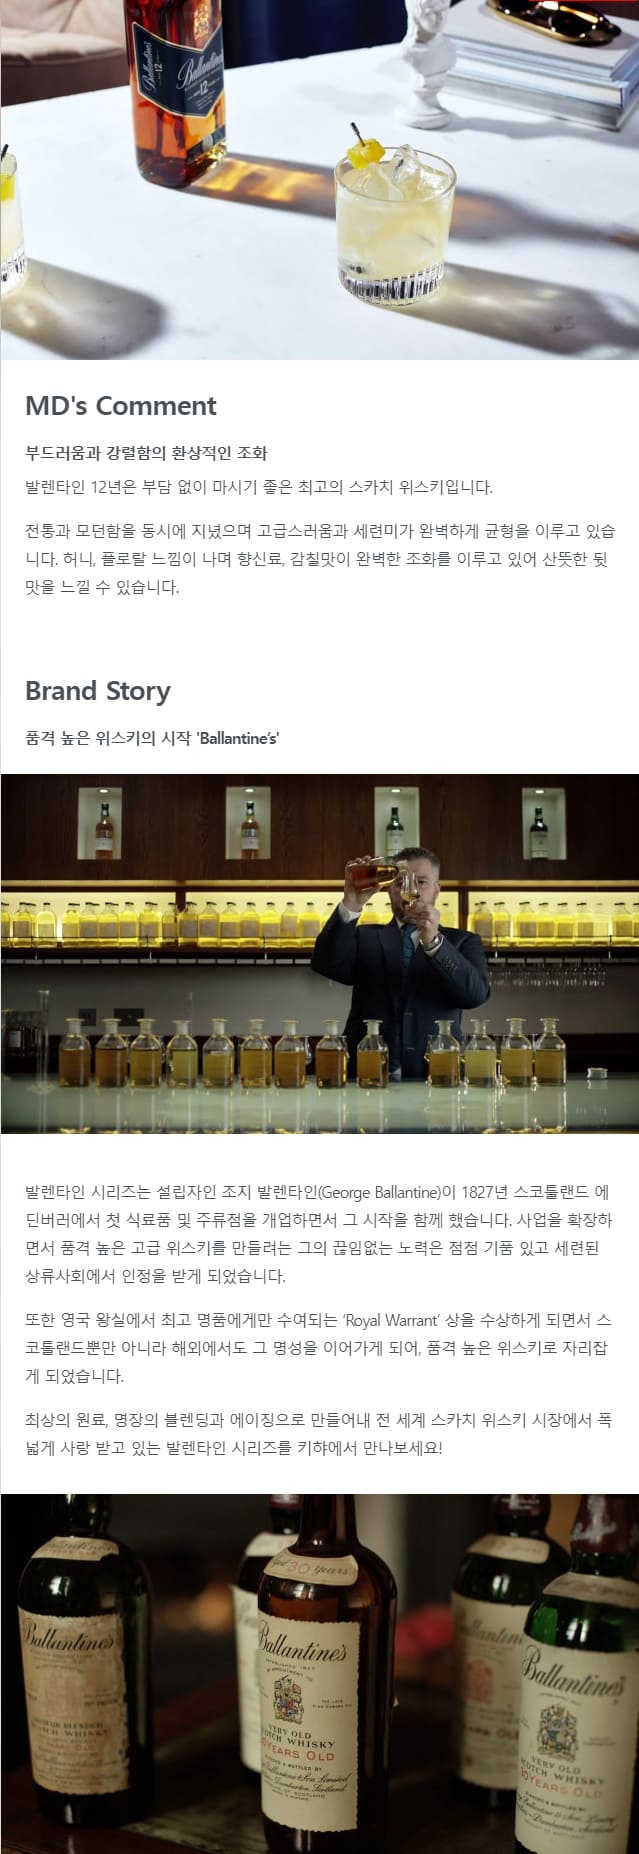 Ballantine's
12
Ballantine's
12
MD's Comment
부드러움과 강렬함의 환상적인 조화
발렌타인 12년은 부담 없이 마시기 좋은 최고의 스카치 위스키입니다.
전통과 모던함을 동시에 지녔으며 고급스러움과 세련미가 완벽하게 균형을 이루고 있습
니다. 허니, 플로랄 느낌이 나며 향신료, 감칠맛이 완벽한 조화를 이루고 있어 산뜻한 뒷
맛을 느낄 수 있습니다.
Brand Story
품격 높은 위스키의 시작 'Ballantine’s'
발렌타인 시리즈는 설립자인 조지 발렌타인(George Ballantine)이 1827년 스코틀랜드 에
딘버러에서 첫 식료품 및 주류점을 개업하면서 그 시작을 함께 했습니다. 사업을 확장하
면서 품격 높은 고급 위스키를 만들려는 그의 끊임없는 노력은 점점 기품 있고 세련된
상류사회에서 인정을 받게 되었습니다.
또한 영국 왕실에서 최고 명품에게만 수여되는 ‘Royal Warrant’ 상을 수상하게 되면서 스
코틀랜드뿐만 아니라 해외에서도 그 명성을 이어가게 되어, 품격 높은 위스키로 자리잡
게 되었습니다.
최상의 원료, 명장의 블렌딩과 에이징으로 만들어내 전 세계 스카치 위스키 시장에서 폭
넓게 사랑 받고 있는 발렌타인 시리즈를 키햐에서 만나보세요!
30 Years
Ballantine's
VERY OLD
SCOTCH WHISKY
30 YEARS OLD
Ballantine's
Ballantine's
VERY OLD
SCOTCH WHISKY
30 YEARS OLD